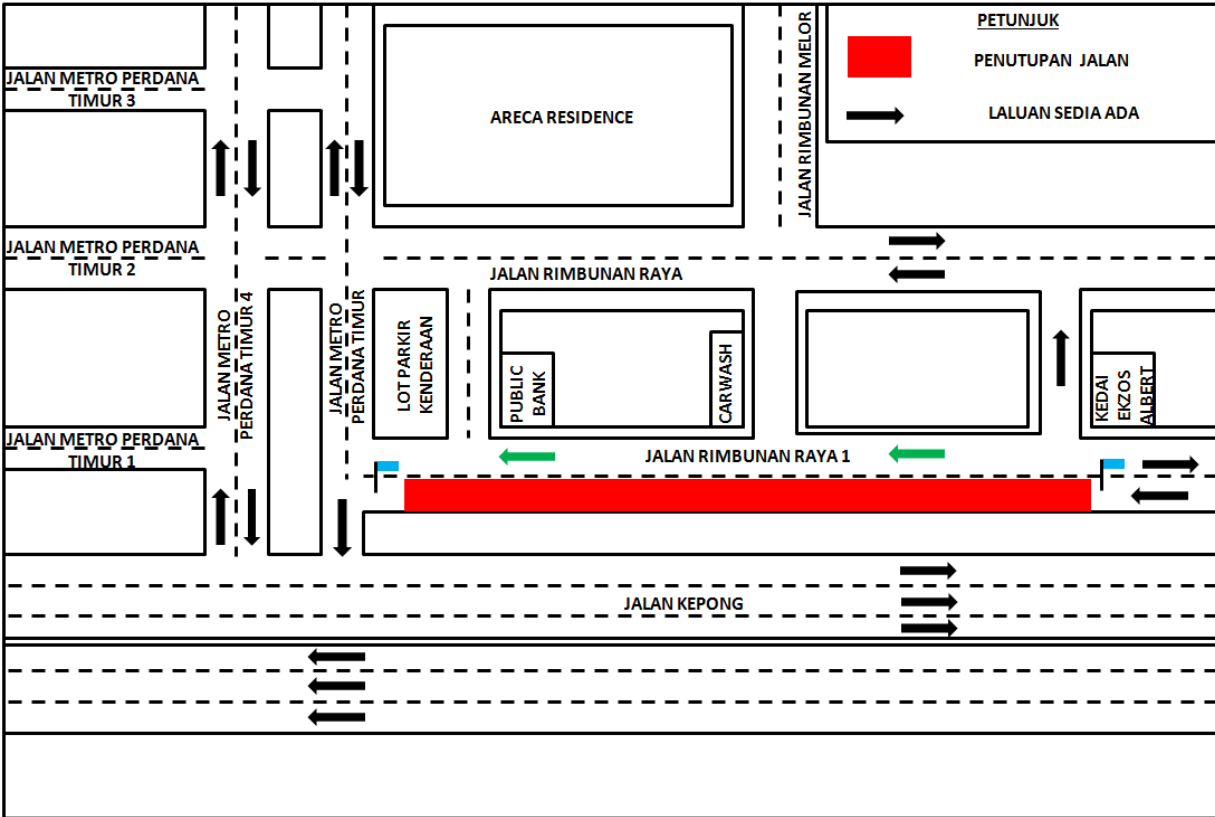 PETUNJUK
PENUTUPAN JALAN
LALUAN SEDIA ADA
JALAN METRO PERDANA
TIMUR 3
ARECA RESIDENCE
JALAN RIMBUNAN MELOR
JALAN METRO PERDANA
TIMUR 2
JALAN RIMBUNAN RAYA
JALAN METRO
PERDANA TIMUR 4
JALAN METRO
PERDANA TIMUR
LOT PARKIR
KENDERAAN
PUBLIC
BANK
CARWASH
KEDAI
EKZOS
ALBERT
JALAN METRO PERDANA
TIMUR 1
JALAN RIMBUNAN RAYA 1
JALAN KEPONG